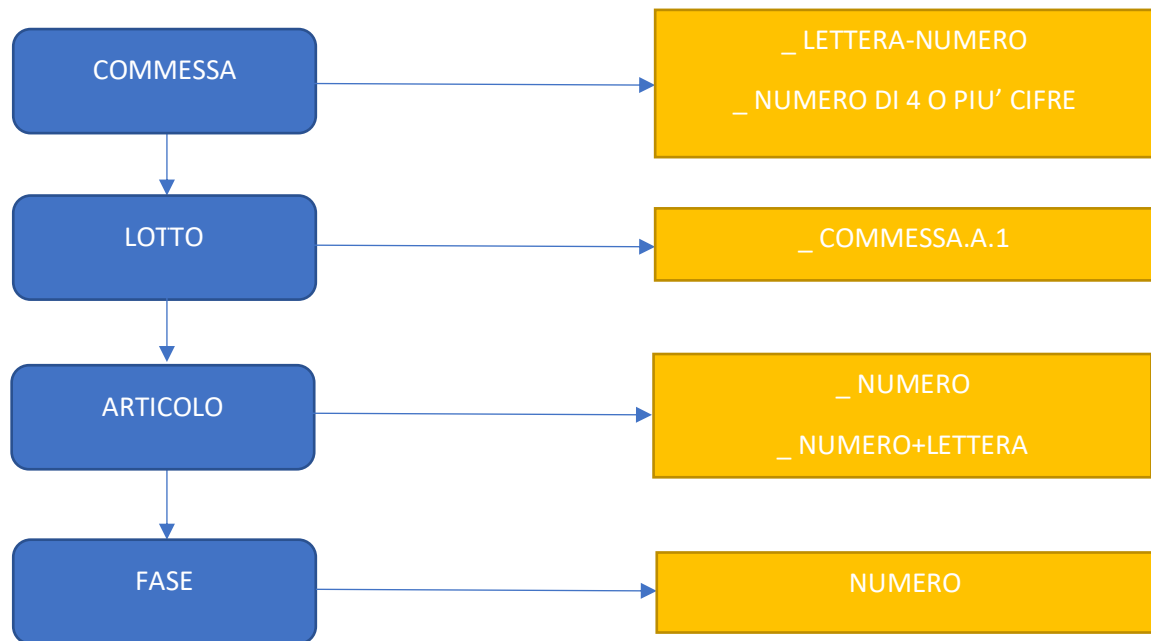 COMMESSA
_ LETTERA-NUMERO
_ NUMERO DI 4 O PIU’ CIFRE
LOTTO
_ COMMESSA.A.1
ARTICOLO
_ NUMERO
_ NUMERO+LETTERA
FASE
NUMERO